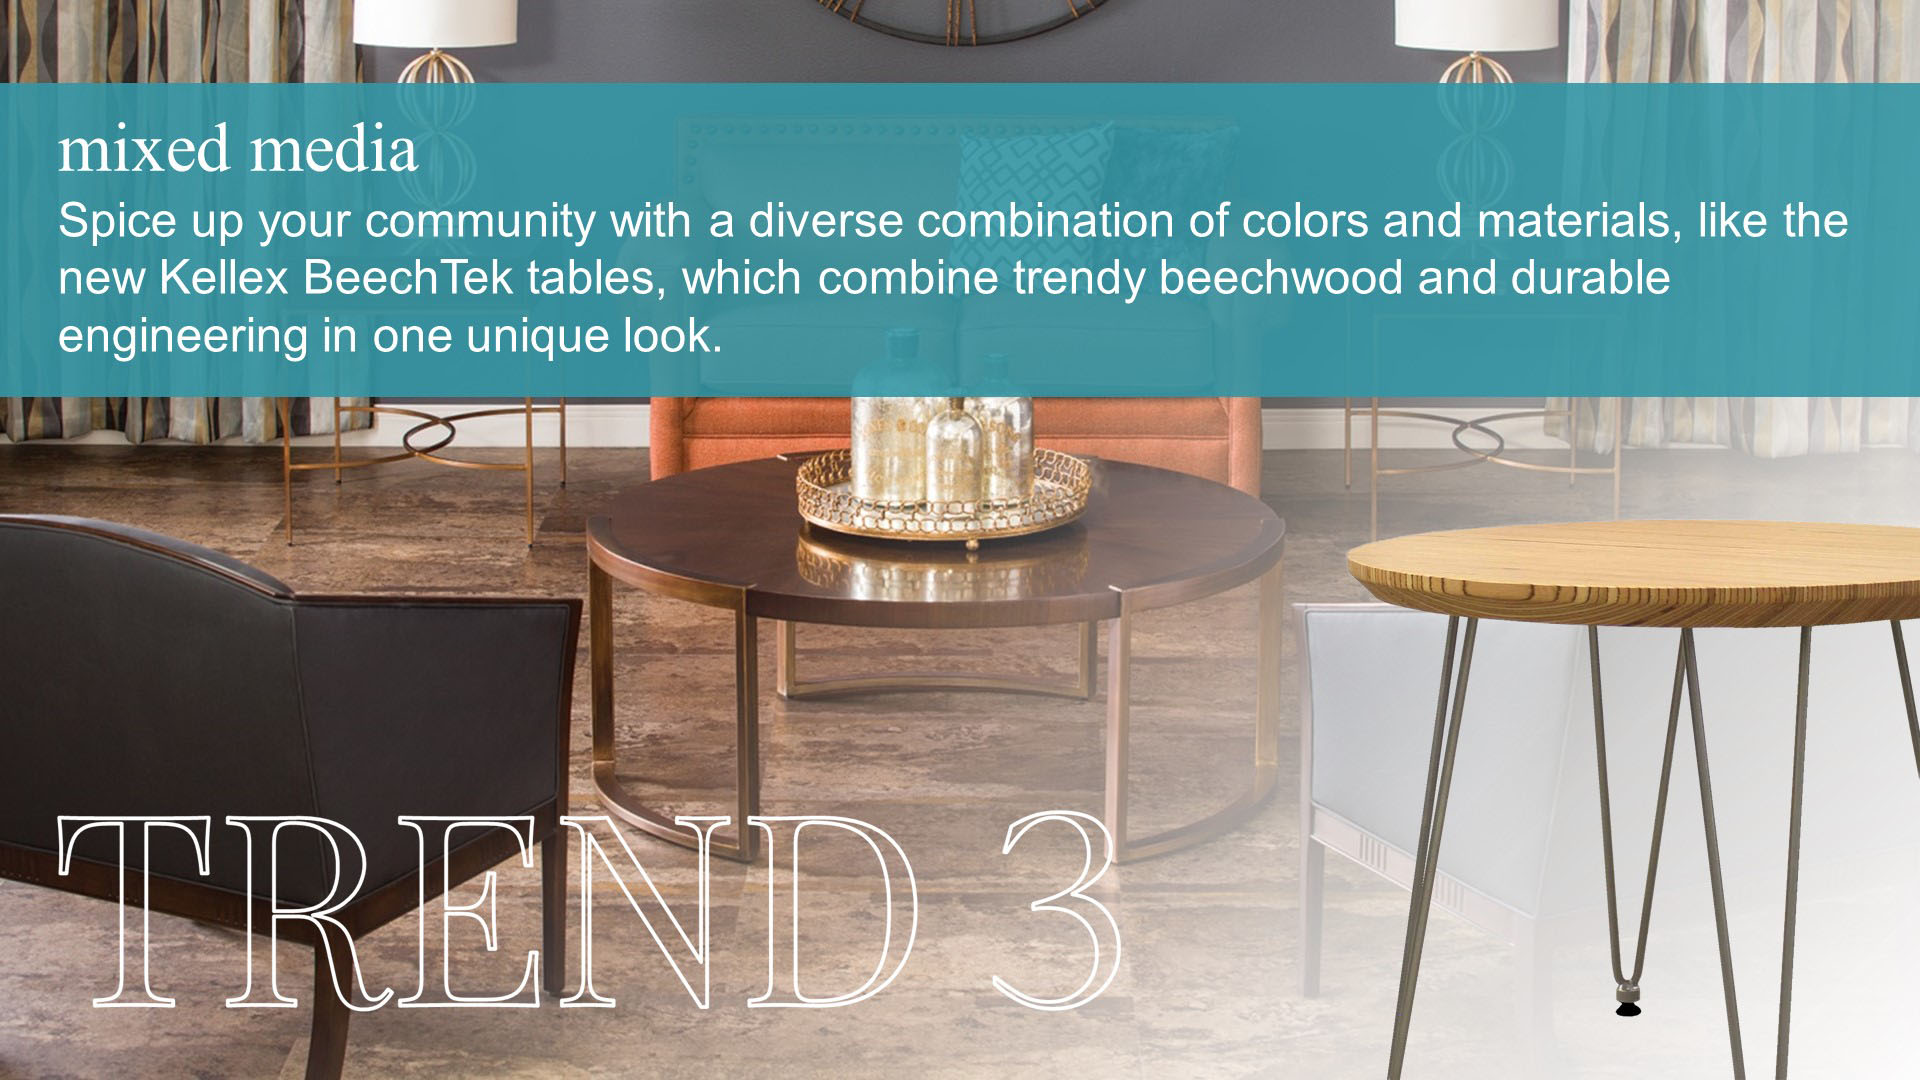 mixed media
Spice up your community with a diverse combination of colors and materials, like the
new Kellex BeechTek tables, which combine trendy beechwood and durable
engineering in one unique look.
TREND 3